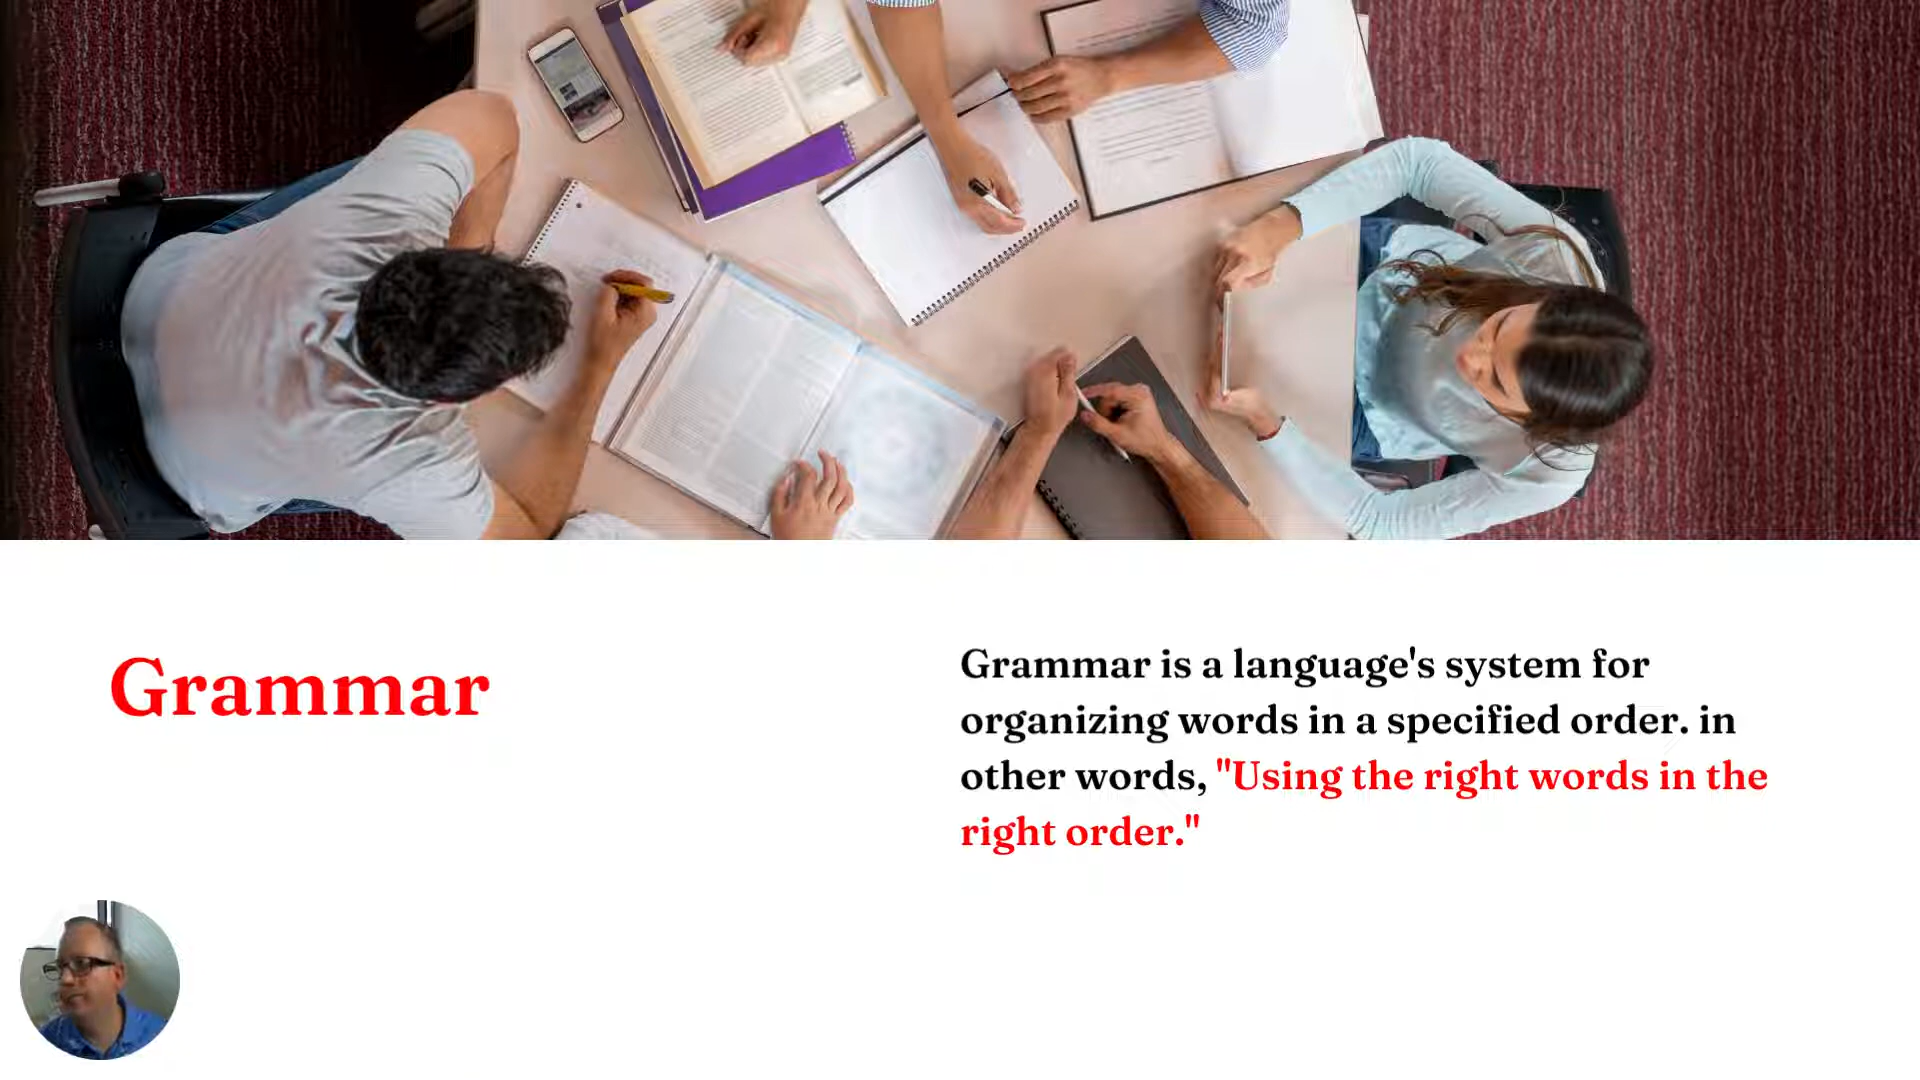 Grammar
Grammar is a language's system for
organizing words in a specified order. in
other words, "Using the right words in the
right order."